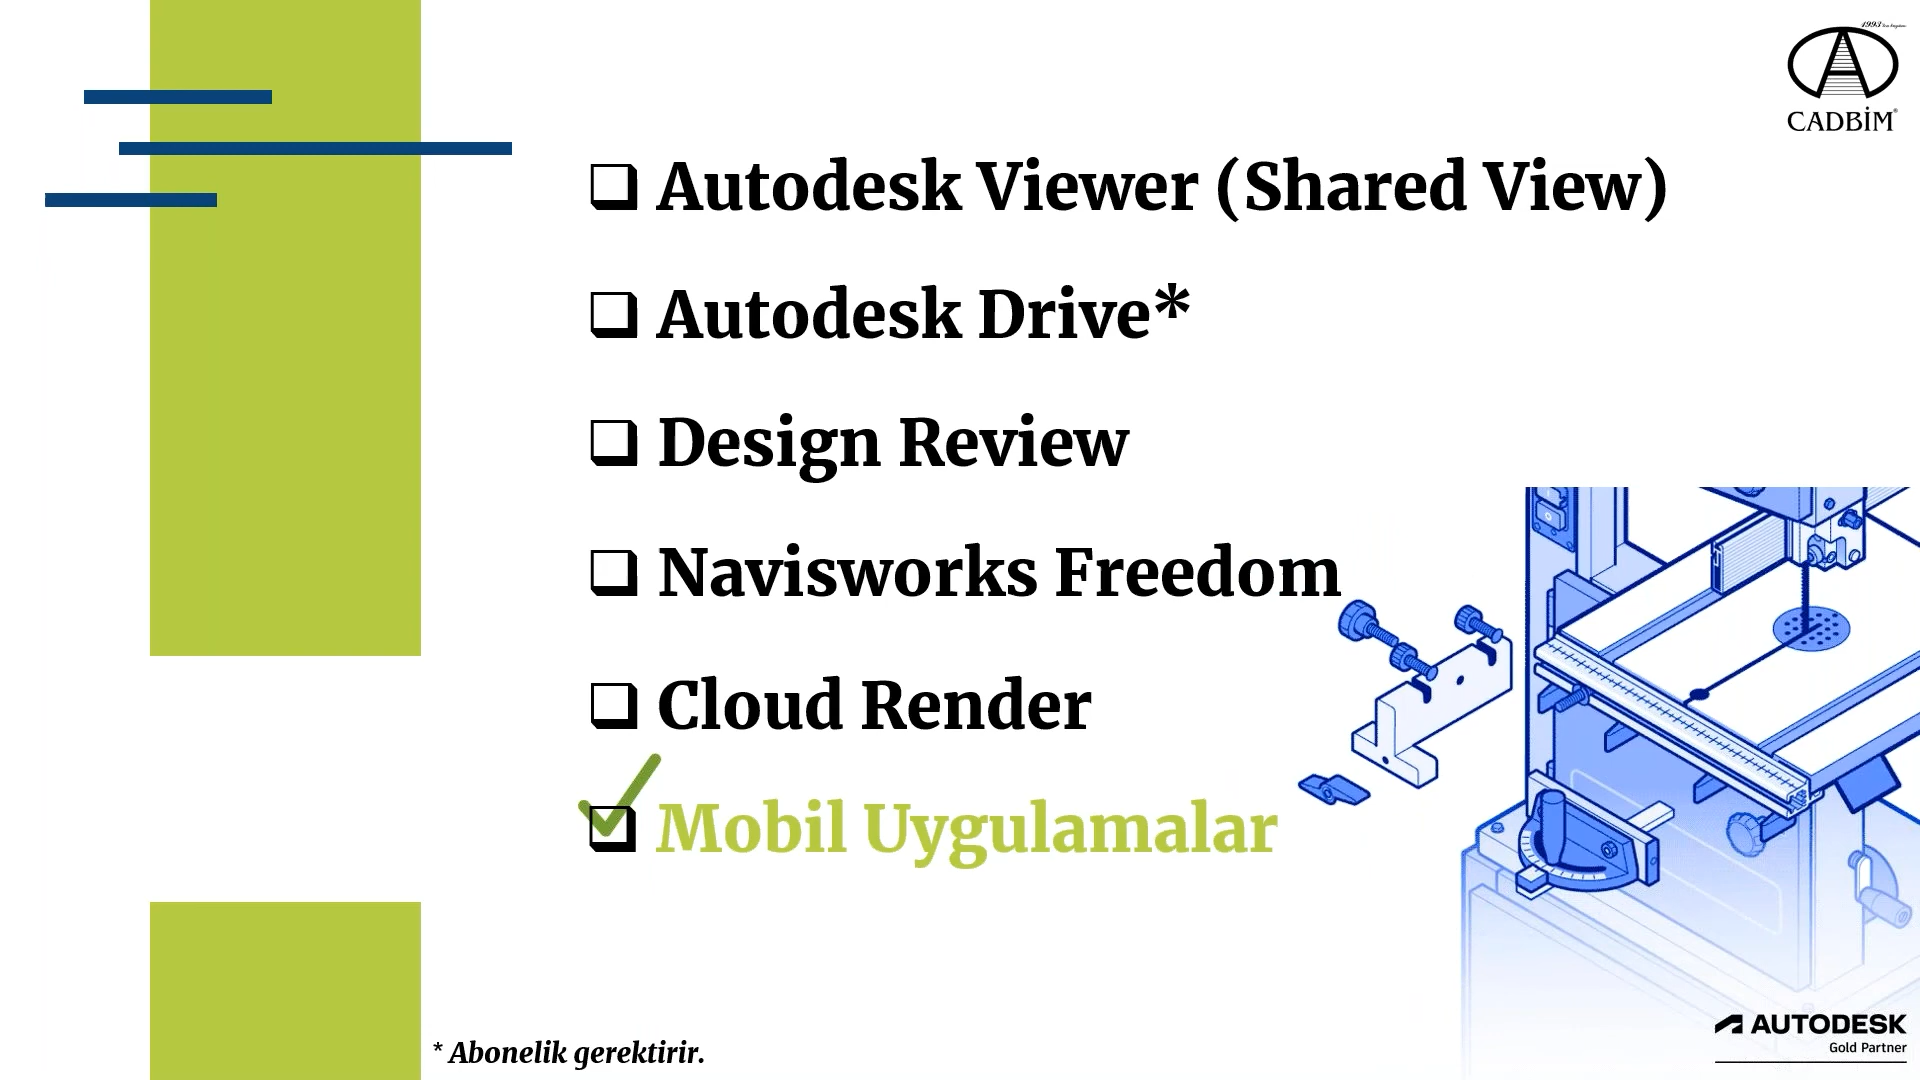 CADBİM
Autodesk Viewer (Shared View)
Autodesk Drive*
Design Review
Navisworks Freedom
Cloud Render
Mobil Uygulamalar
* Abonelik gerektirir.
AUTODESK
Gold Partner